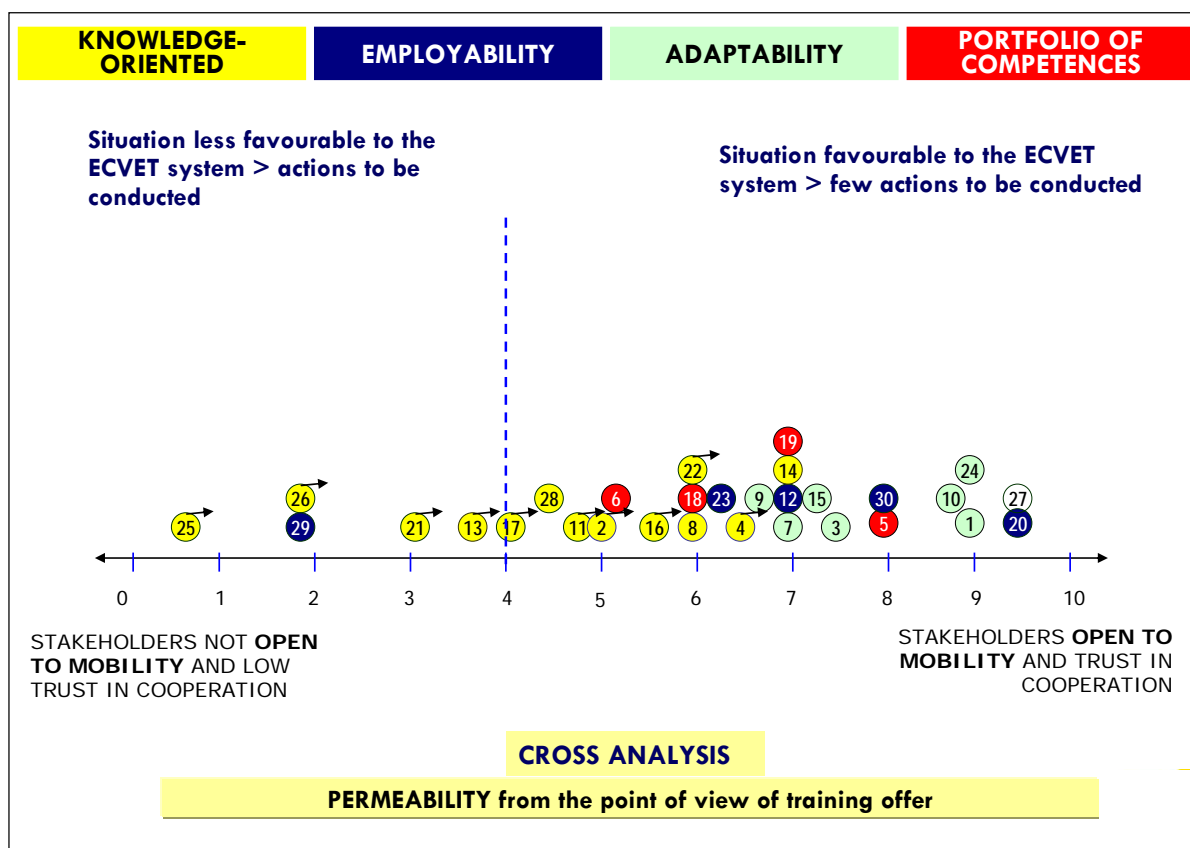 KNOWLEDGE-
ORIENTED
EMPLOYABILITY
ADAPTABILITY
PORTFOLIO OF
COMPETENCES
Situation less favourable to the
ECVET system > actions to be
conducted
Situation favourable to the ECVET
system > few actions to be conducted
19
22 14 24
26 28 6 18 23 9 12 15 30 10 27
25 29 21 13 17 11 2 16 8 4 7 3 5 1 20
0 1 2 3 4 5 6 7 8 9 10
STAKEHOLDERS NOT OPEN
TO MOBILITY AND LOW
TRUST IN COOPERATION
STAKEHOLDERS OPEN TO
MOBILITY AND TRUST IN
COOPERATION
CROSS ANALYSIS
PERMEABILITY from the point of view of training offer